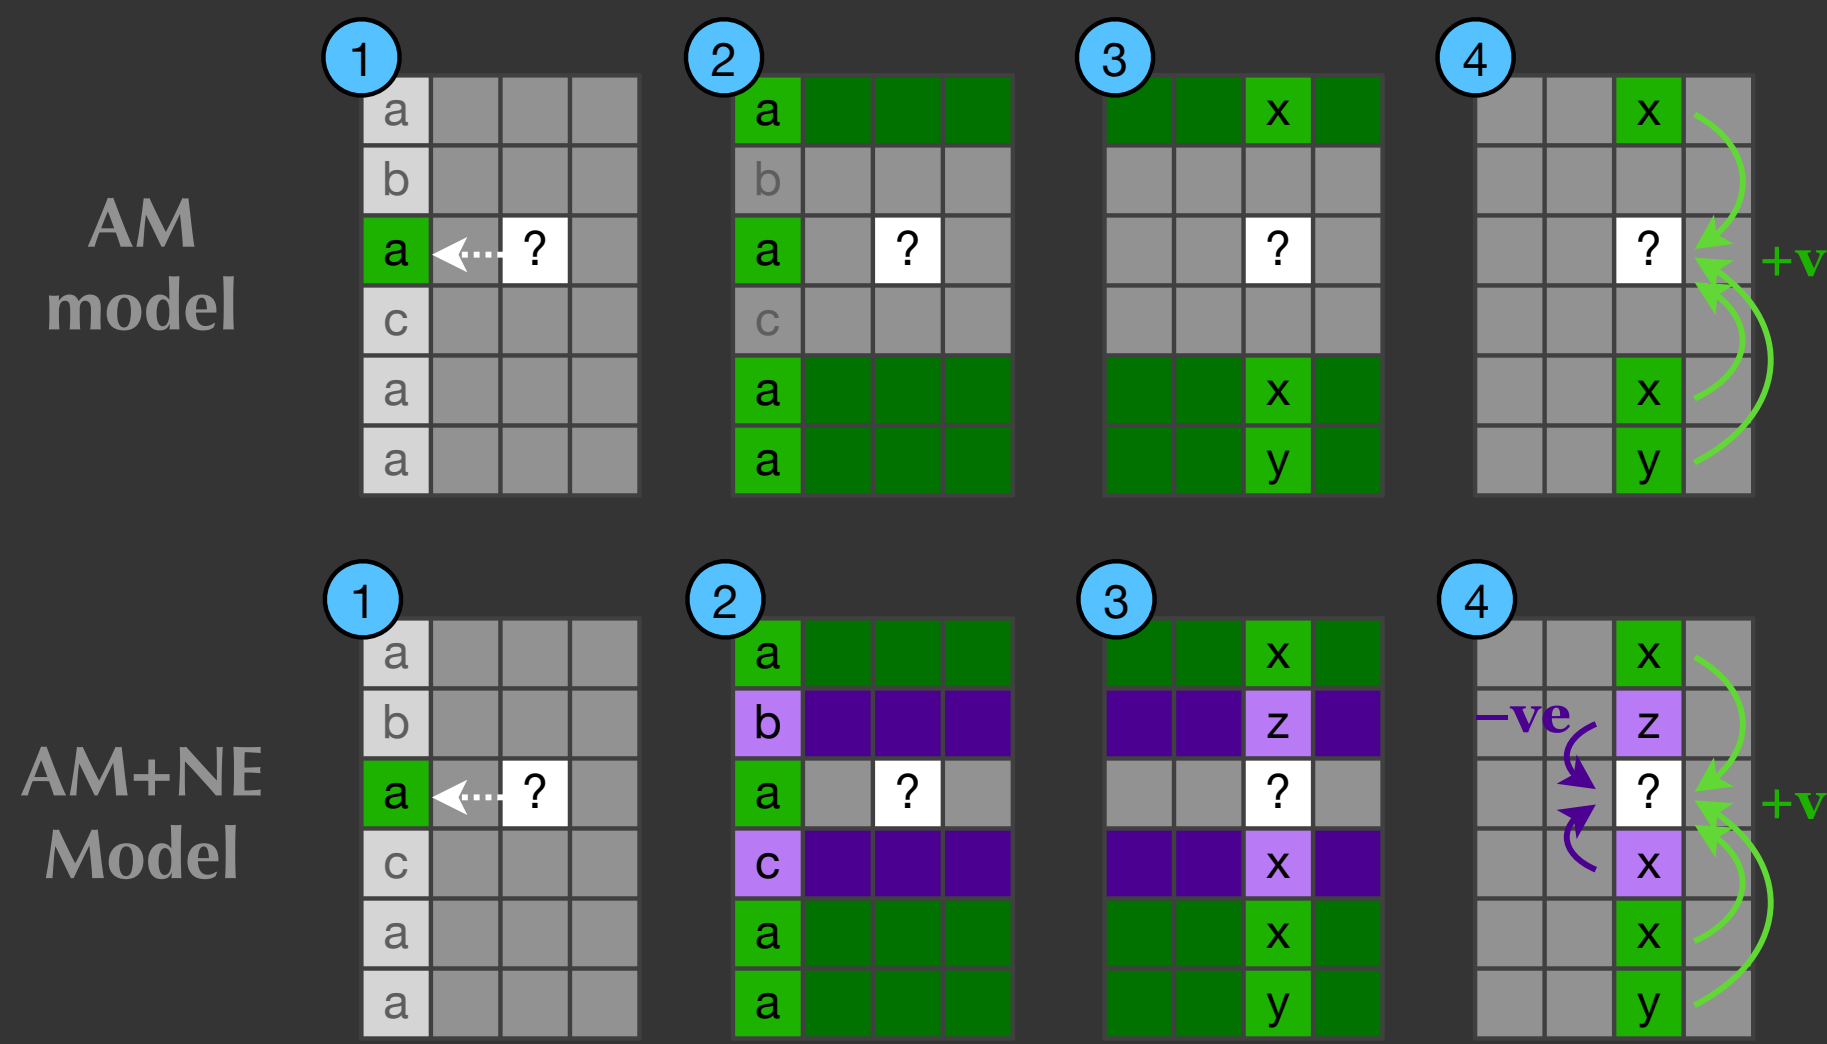 1 2 3 4
a a x x
b b
AM model
a ? a ? ? ? +v
c c
a a x x
a a y y
1 2 3 4
a a x x
b b z –ve z
AM+NE Model
a ? a ? ? ? +v
c c x x
a a x x
a a y y